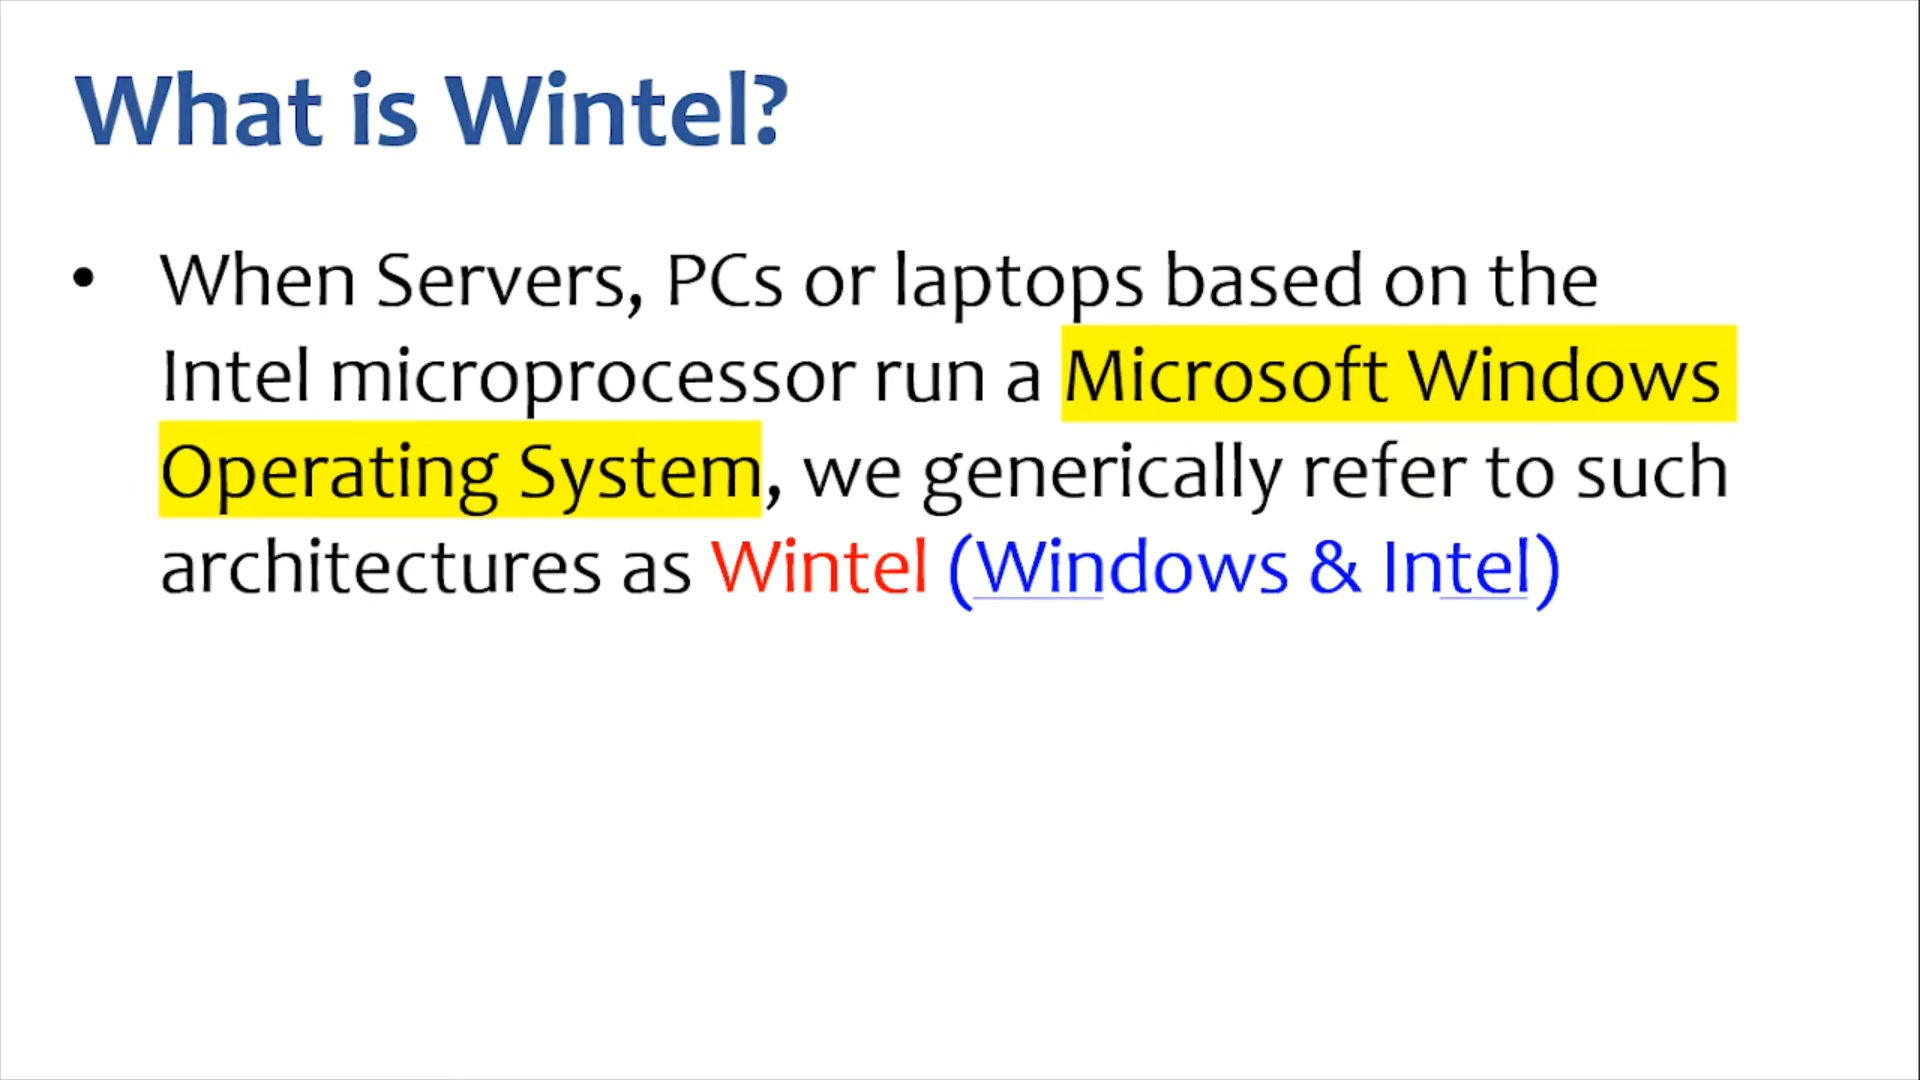 What is Wintel?
• When Servers, PCs or laptops based on the
Intel microprocessor run a Microsoft Windows
Operating System, we generically refer to such
architectures as Wintel (Windows & Intel)